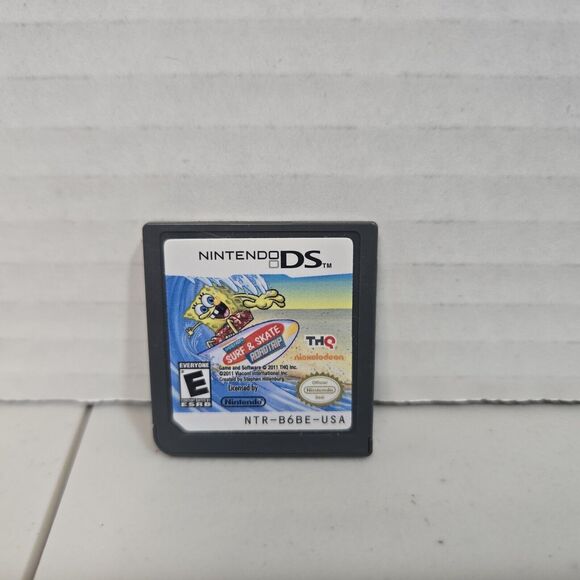 NINTENDO DS TM
SURF & SKATE
ROADTRIP
THQ
nickelodeon
EVERYONE
E
ESRB
Game and Software © 2011 THQ Inc.
©2011 Viacom International Inc.
Created by Stephen Hillenburg.
Licensed by
Nintendo
Official
Nintendo
Seal
NTR-B6BE-USA